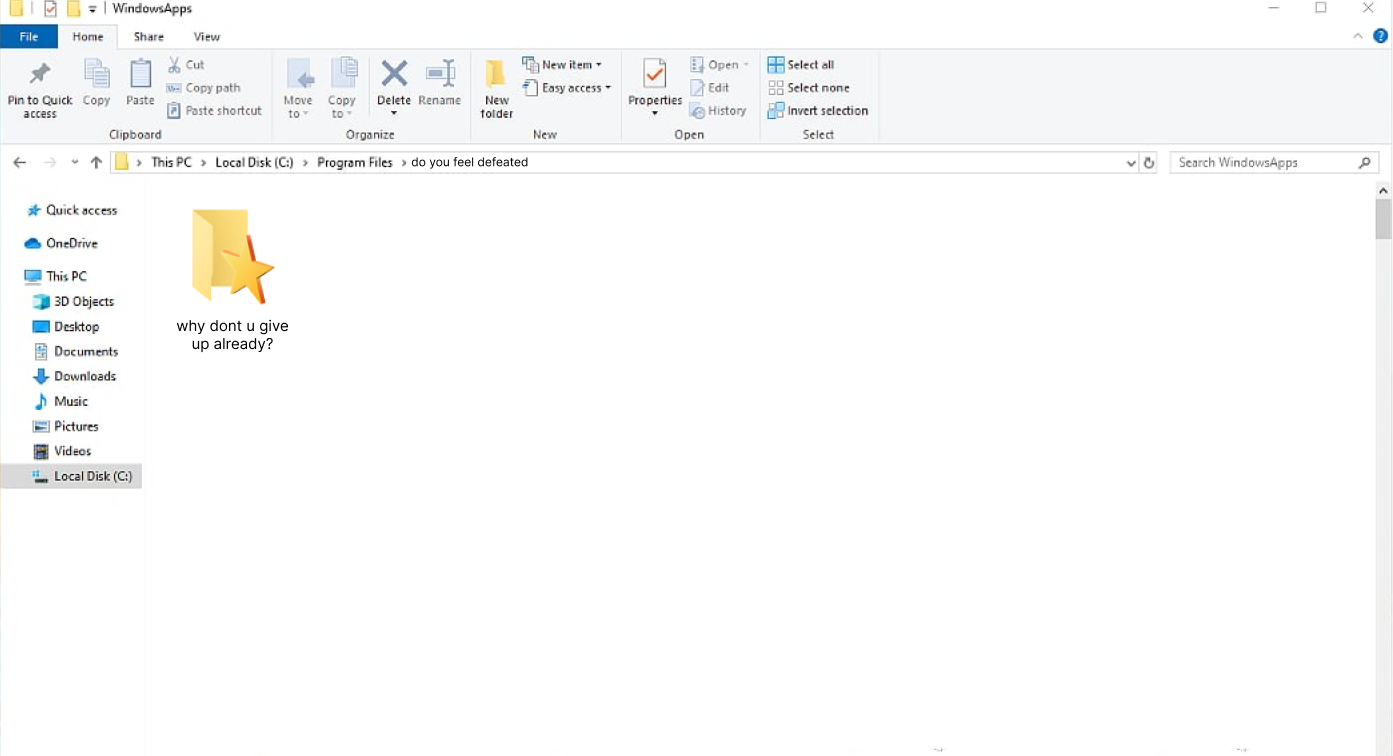 WindowsApps
File Home Share View
Pin to Quick access
Copy
Paste
Cut
Copy path
Paste shortcut
Clipboard
Move to
Copy to
Delete
Rename
Organize
New folder
New item
Easy access
New
Properties
Open
Edit
History
Open
Select all
Select none
Invert selection
Select
This PC > Local Disk (C:) > Program Files > do you feel defeated
Search WindowsApps
Quick access
OneDrive
This PC
3D Objects
Desktop
Documents
Downloads
Music
Pictures
Videos
Local Disk (C:)
why dont u give
up already?